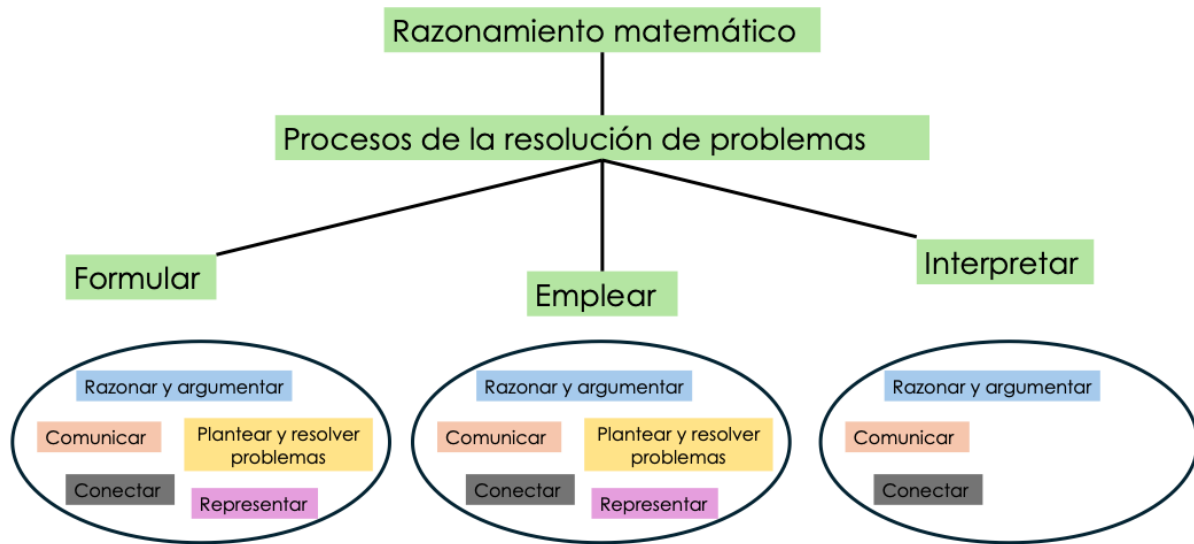 Razonamiento matemático
Procesos de la resolución de problemas
Formular
Emplear
Interpretar
Razonar y argumentar
Comunicar
Plantear y resolver
problemas
Conectar
Representar
Razonar y argumentar
Comunicar
Plantear y resolver
problemas
Conectar
Representar
Razonar y argumentar
Comunicar
Conectar